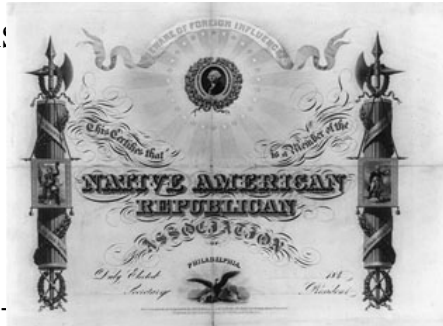 BEWARE OF FOREIGN INFLUENCE
This Certifies that
is a Member of the
NATIVE AMERICAN
REPUBLICAN
ASSOCIATION
OF
PHILADELPHIA.
Duly Elected
184
Secretary
President